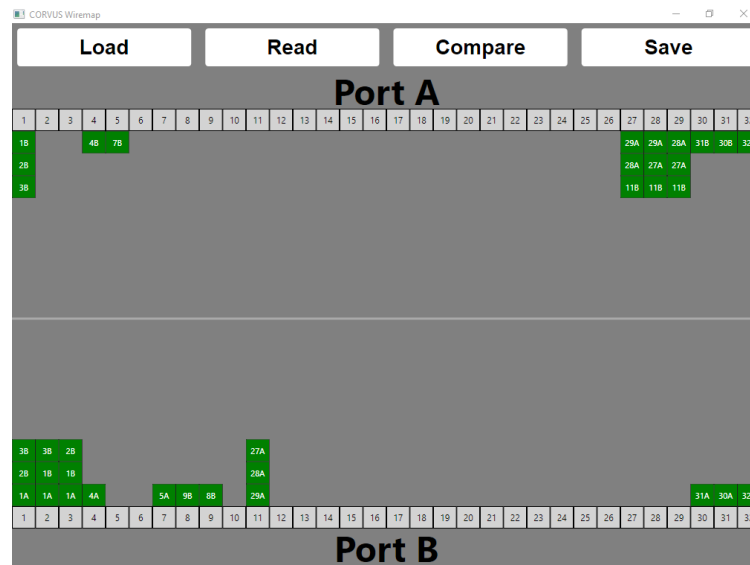 CORVUS Wiremap
Load Read Compare Save
Port A
1 2 3 4 5 6 7 8 9 10 11 12 13 14 15 16 17 18 19 20 21 22 23 24 25 26 27 28 29 30 31
1B 4B 7B 29A 29A 28A 31B 30B
2B 28A 27A 27A
3B 11B 11B 11B
3B 3B 2B 27A
2B 1B 1B 28A
1A 1A 1A 4A 5A 9B 8B 29A 31A 30A
1 2 3 4 5 6 7 8 9 10 11 12 13 14 15 16 17 18 19 20 21 22 23 24 25 26 27 28 29 30 31
Port B